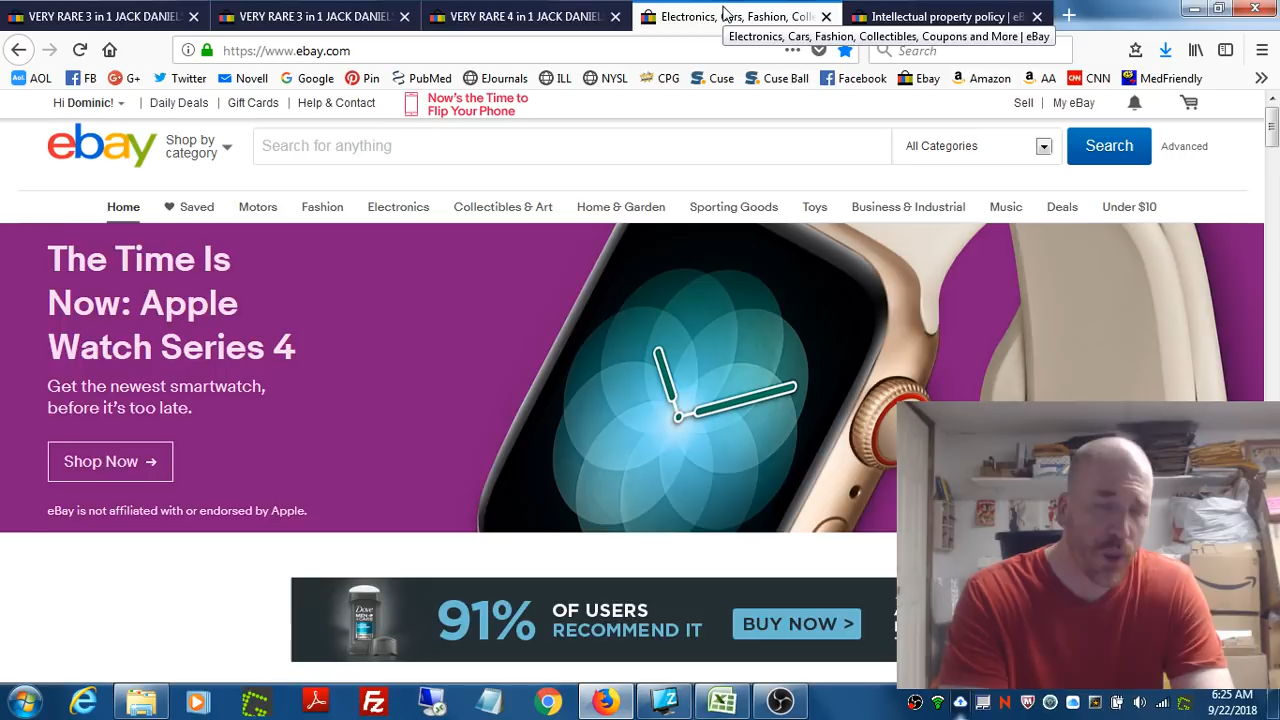 VERY RARE 3 in 1 JACK DANIEL
VERY RARE 3 in 1 JACK DANIEL'S
VERY RARE 4 in 1 JACK DANIEL'S
Electronics, Cars, Fashion, Coll
Intellectual property policy | eB
Electronics, Cars, Fashion, Collectibles, Coupons and More | eBay
https://www.ebay.com
Search
AOL FB G+ Twitter Novell Google Pin PubMed EJournals ILL NYSL CPG Cuse Cuse Ball Facebook Ebay Amazon AA CNN MedFriendly
Hi Dominic! Daily Deals Gift Cards Help & Contact
Now's the Time to
Flip Your Phone
Sell My eBay
ebay
Shop by
category
Search for anything
All Categories
Search
Advanced
Home Saved Motors Fashion Electronics Collectibles & Art Home & Garden Sporting Goods Toys Business & Industrial Music Deals Under $10
The Time Is
Now: Apple
Watch Series 4
Get the newest smartwatch,
before it's too late.
Shop Now →
eBay is not affiliated with or endorsed by Apple.
91%
OF USERS
RECOMMEND IT
BUY NOW >
6:25 AM
9/22/2018